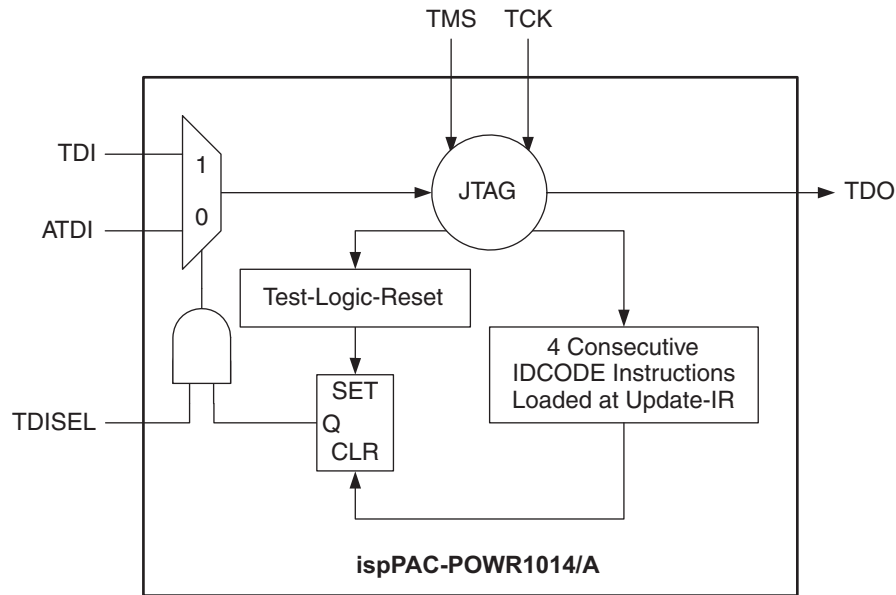 TMS TCK
TDI
1
JTAG
TDO
ATDI
0
Test-Logic-Reset
4 Consecutive
IDCODE Instructions
Loaded at Update-IR
SET
TDISEL
Q
CLR
ispPAC-POWR1014/A